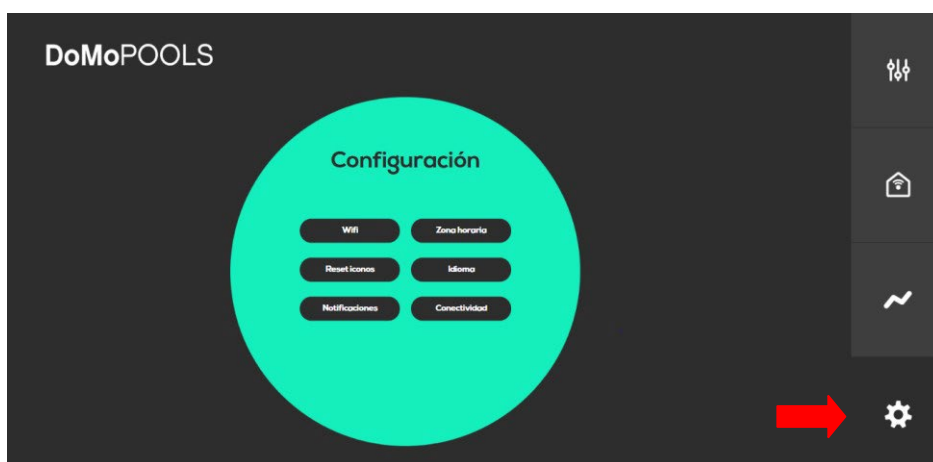 DoMoPOOLS
Configuración
Wifi
Zona horaria
Reset iconos
Idioma
Notificaciones
Conectividad